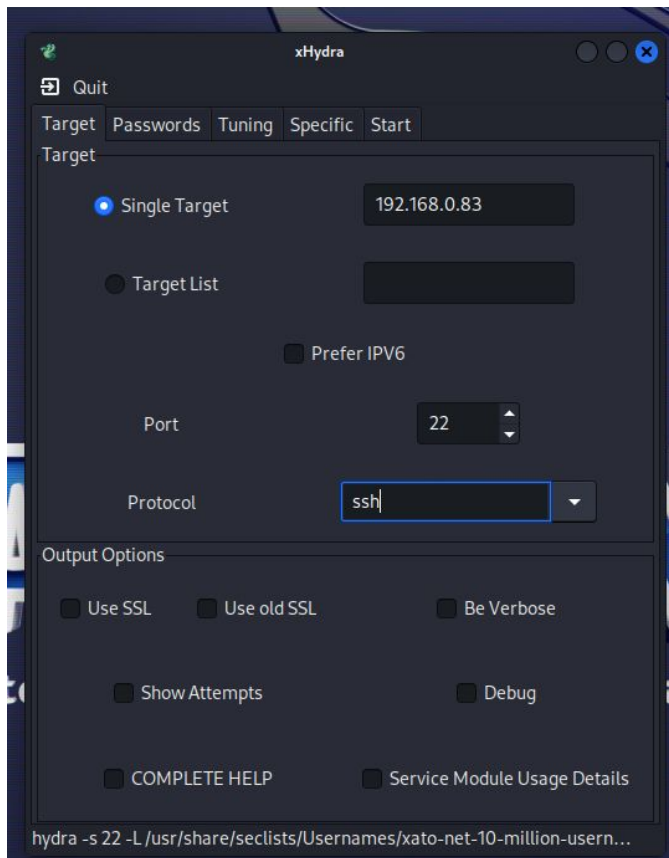 xHydra
Quit
Target Passwords Tuning Specific Start
Target
Single Target 192.168.0.83
Target List
Prefer IPV6
Port 22
Protocol ssh
Output Options
Use SSL Use old SSL Be Verbose
Show Attempts Debug
COMPLETE HELP Service Module Usage Details
hydra -s 22 -L /usr/share/seclists/Usernames/xato-net-10-million-usern...